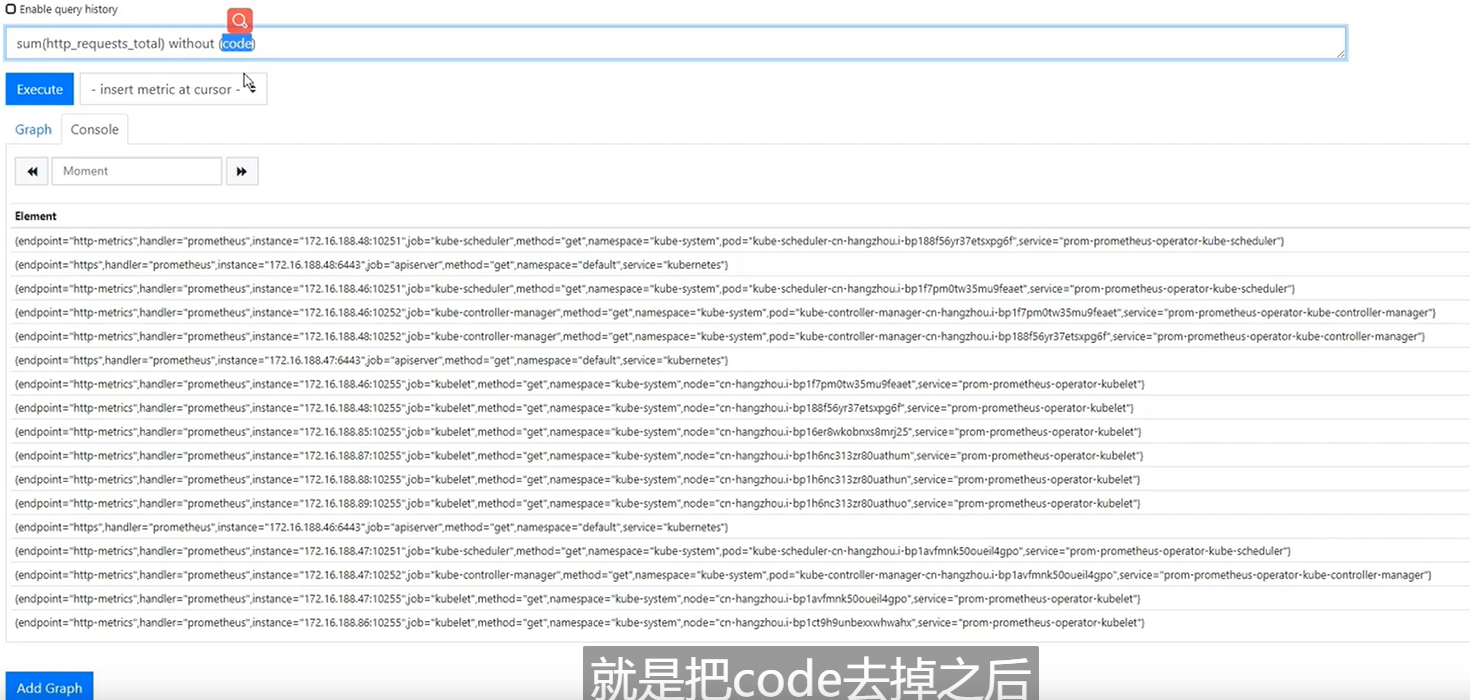 Enable query history
sum(http_requests_total) without (code)
Execute
- insert metric at cursor -
Graph
Console
Moment
Element
{endpoint="http-metrics",handler="prometheus",instance="172.16.188.48:10251",job="kube-scheduler",method="get",namespace="kube-system",pod="kube-scheduler-cn-hangzhou.i-bp188f56yr37etsxpg6f",service="prom-prometheus-operator-kube-scheduler"}
{endpoint="https",handler="prometheus",instance="172.16.188.48:6443",job="apiserver",method="get",namespace="default",service="kubernetes"}
{endpoint="http-metrics",handler="prometheus",instance="172.16.188.46:10251",job="kube-scheduler",method="get",namespace="kube-system",pod="kube-scheduler-cn-hangzhou.i-bp1f7pm0tw35mu9feaet",service="prom-prometheus-operator-kube-scheduler"}
{endpoint="http-metrics",handler="prometheus",instance="172.16.188.46:10252",job="kube-controller-manager",method="get",namespace="kube-system",pod="kube-controller-manager-cn-hangzhou.i-bp1f7pm0tw35mu9feaet",service="prom-prometheus-operator-kube-controller-manager"}
{endpoint="http-metrics",handler="prometheus",instance="172.16.188.48:10252",job="kube-controller-manager",method="get",namespace="kube-system",pod="kube-controller-manager-cn-hangzhou.i-bp188f56yr37etsxpg6f",service="prom-prometheus-operator-kube-controller-manager"}
{endpoint="https",handler="prometheus",instance="172.16.188.47:6443",job="apiserver",method="get",namespace="default",service="kubernetes"}
{endpoint="http-metrics",handler="prometheus",instance="172.16.188.46:10255",job="kubelet",method="get",namespace="kube-system",node="cn-hangzhou.i-bp1f7pm0tw35mu9feaet",service="prom-prometheus-operator-kubelet"}
{endpoint="http-metrics",handler="prometheus",instance="172.16.188.48:10255",job="kubelet",method="get",namespace="kube-system",node="cn-hangzhou.i-bp188f56yr37etsxpg6f",service="prom-prometheus-operator-kubelet"}
{endpoint="http-metrics",handler="prometheus",instance="172.16.188.85:10255",job="kubelet",method="get",namespace="kube-system",node="cn-hangzhou.i-bp16er8wkobnxs8mrj25",service="prom-prometheus-operator-kubelet"}
{endpoint="http-metrics",handler="prometheus",instance="172.16.188.87:10255",job="kubelet",method="get",namespace="kube-system",node="cn-hangzhou.i-bp1h6nc313zr80uathum",service="prom-prometheus-operator-kubelet"}
{endpoint="http-metrics",handler="prometheus",instance="172.16.188.88:10255",job="kubelet",method="get",namespace="kube-system",node="cn-hangzhou.i-bp1h6nc313zr80uathun",service="prom-prometheus-operator-kubelet"}
{endpoint="http-metrics",handler="prometheus",instance="172.16.188.89:10255",job="kubelet",method="get",namespace="kube-system",node="cn-hangzhou.i-bp1h6nc313zr80uathuo",service="prom-prometheus-operator-kubelet"}
{endpoint="https",handler="prometheus",instance="172.16.188.46:6443",job="apiserver",method="get",namespace="default",service="kubernetes"}
{endpoint="http-metrics",handler="prometheus",instance="172.16.188.47:10251",job="kube-scheduler",method="get",namespace="kube-system",pod="kube-scheduler-cn-hangzhou.i-bp1avfmnk50oueil4gpo",service="prom-prometheus-operator-kube-scheduler"}
{endpoint="http-metrics",handler="prometheus",instance="172.16.188.47:10252",job="kube-controller-manager",method="get",namespace="kube-system",pod="kube-controller-manager-cn-hangzhou.i-bp1avfmnk50oueil4gpo",service="prom-prometheus-operator-kube-controller-manager"}
{endpoint="http-metrics",handler="prometheus",instance="172.16.188.47:10255",job="kubelet",method="get",namespace="kube-system",node="cn-hangzhou.i-bp1avfmnk50oueil4gpo",service="prom-prometheus-operator-kubelet"}
{endpoint="http-metrics",handler="prometheus",instance="172.16.188.86:10255",job="kubelet",method="get",namespace="kube-system",node="cn-hangzhou.i-bp1ct9h9unbexxwhwahx",service="prom-prometheus-operator-kubelet"}
就是把code去掉之后
Add Graph